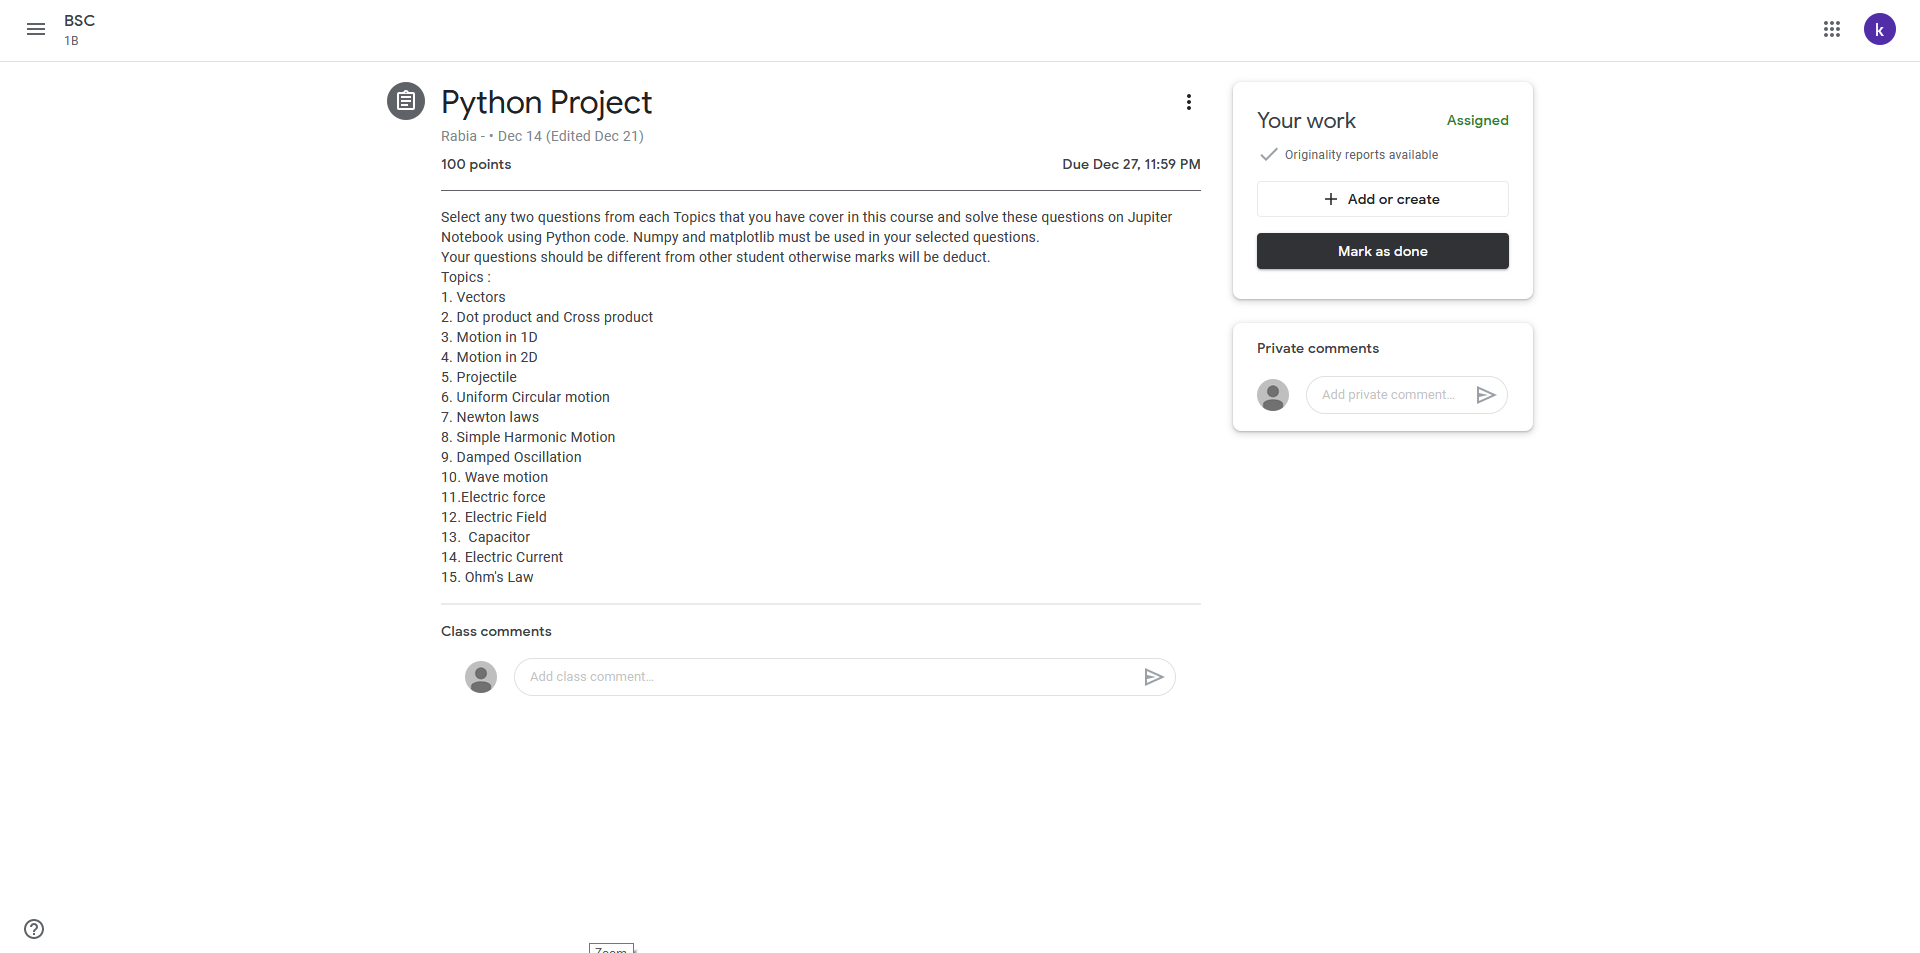 BSC
1B
k
Python Project
Rabia - • Dec 14 (Edited Dec 21)
100 points
Due Dec 27, 11:59 PM
Select any two questions from each Topics that you have cover in this course and solve these questions on Jupiter
Notebook using Python code. Numpy and matplotlib must be used in your selected questions.
Your questions should be different from other student otherwise marks will be deduct.
Topics :
1. Vectors
2. Dot product and Cross product
3. Motion in 1D
4. Motion in 2D
5. Projectile
6. Uniform Circular motion
7. Newton laws
8. Simple Harmonic Motion
9. Damped Oscillation
10. Wave motion
11.Electric force
12. Electric Field
13.  Capacitor
14. Electric Current
15. Ohm's Law
Class comments
Add class comment...
Your work
Assigned
Originality reports available
+ Add or create
Mark as done
Private comments
Add private comment...
?
Zoom